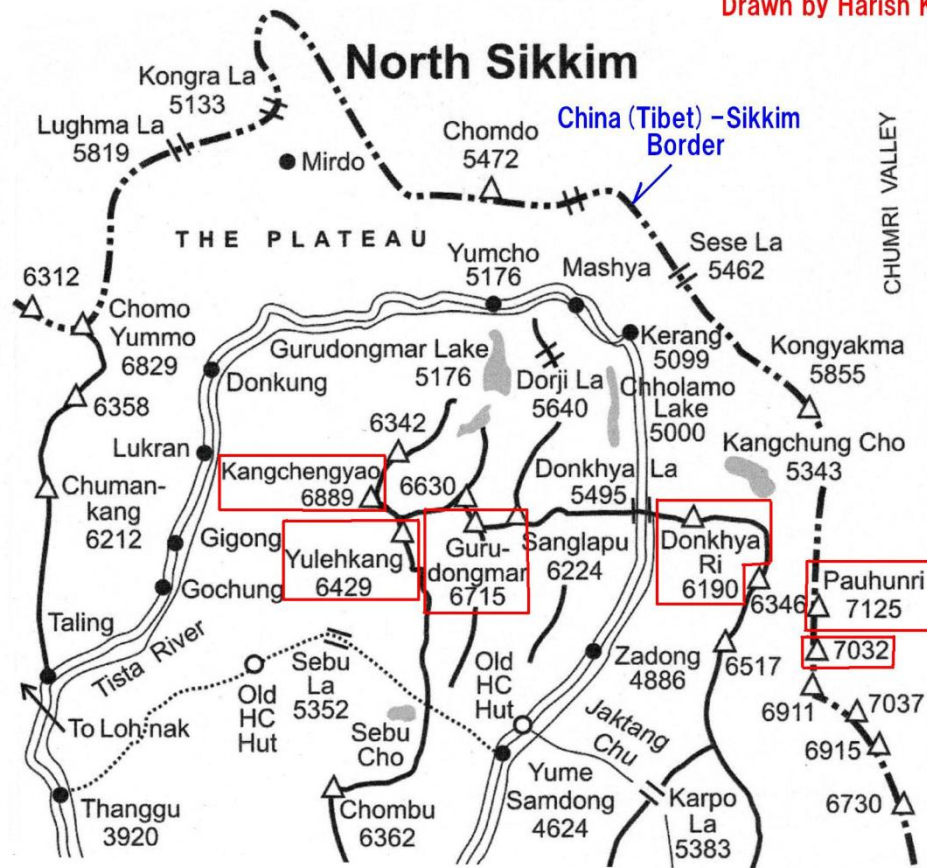 Drawn by Harish K
North Sikkim
Kongra La
5133
Lughma La
5819
Mirdo
Chomdo
5472
China (Tibet) -Sikkim
Border
CHUMRI VALLEY
THE PLATEAU
Yumcho
5176
Mashya
Sese La
5462
6312
Chomo
Yummo
6829
Gurudongmar Lake
5176
Kerang
5099
Kongyakma
5855
Donkung
Dorji La
5640
Chholamo
Lake
5000
6358
6342
Lukran
Kangchung Cho
5343
Kangchengyao
6889
6630
Donkhya La
5495
Chuman-
kang
6212
Gigong
Yulehkang
6429
Guru-
dongmar
6715
Sanglapu
6224
Donkhya
Ri
6190
Pauhunri
7125
Gochung
6346
Taling
7032
Tista River
Sebu
La
5352
Old
HC
Hut
Old
HC
Hut
Zadong
4886
6517
To Lohnak
Sebu
Cho
Jaktang
Chu
6911
7037
6915
Thanggu
3920
Chombu
6362
Yume
Samdong
4624
Karpo
La
5383
6730